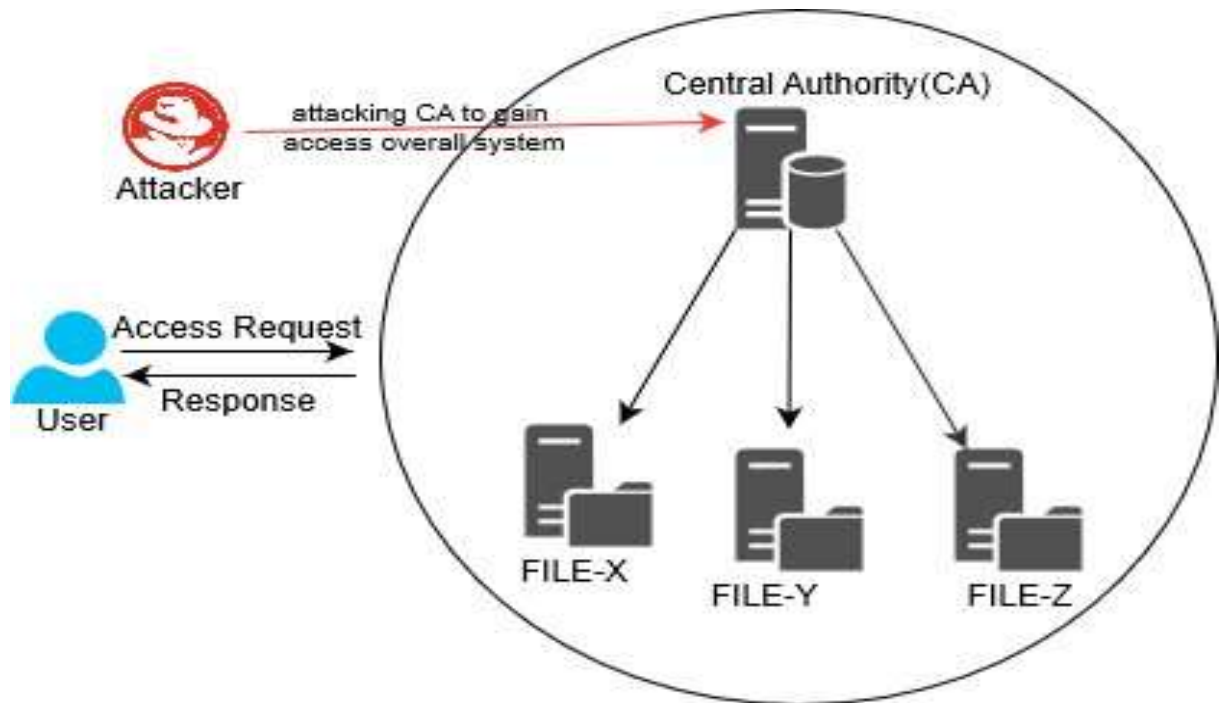 Central Authority(CA)
attacking CA to gain
access overall system
Attacker
Access Request
Response
User
FILE-X
FILE-Y
FILE-Z